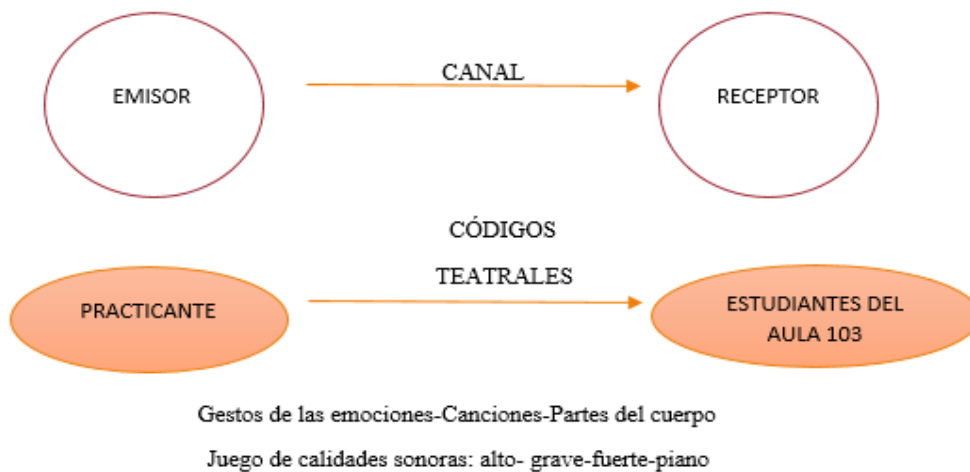 EMISOR
CANAL
RECEPTOR
CÓDIGOS
TEATRALES
PRACTICANTE
ESTUDIANTES DEL
AULA 103
Gestos de las emociones-Canciones-Partes del cuerpo
Juego de calidades sonoras: alto- grave-fuerte-piano